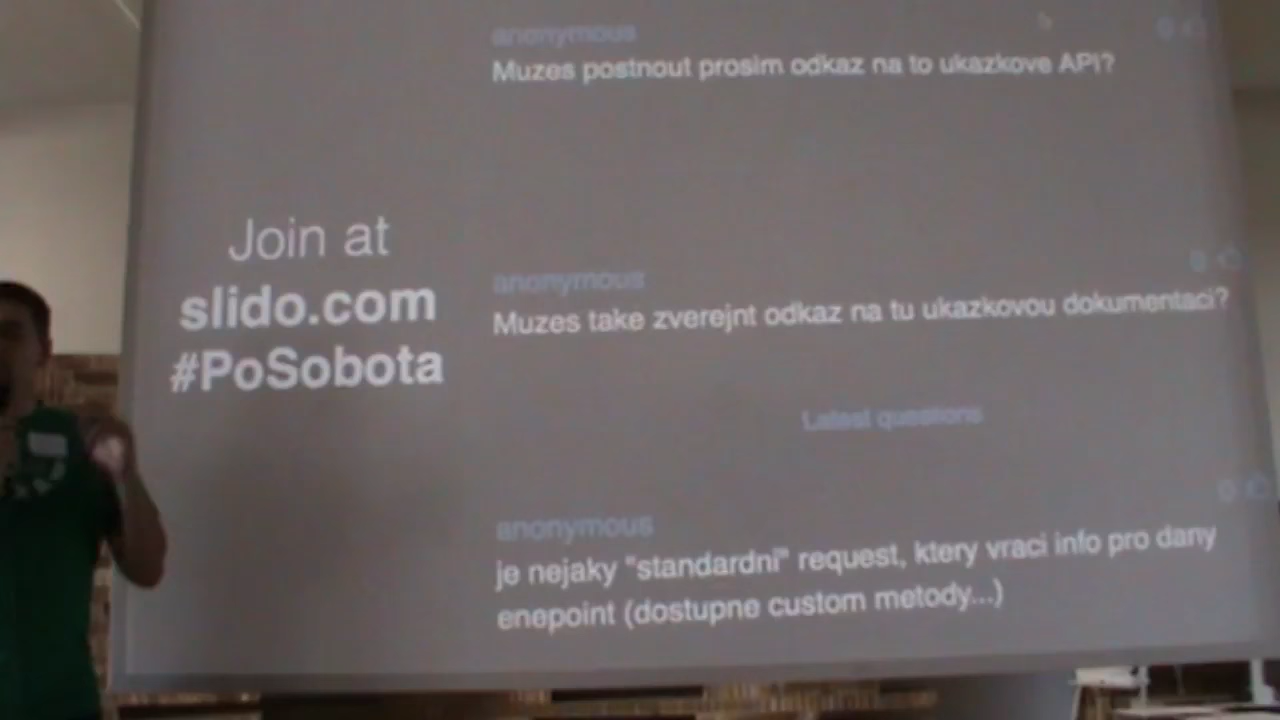 anonymous
Muzes postnout prosim odkaz na to ukazkove API?
Join at
slido.com
#PoSobota
anonymous
Muzes take zverejnt odkaz na tu ukazkovou dokumentaci?
Latest questions
anonymous
je nejaky "standardni" request, ktery vraci info pro dany
enepoint (dostupne custom metody...)